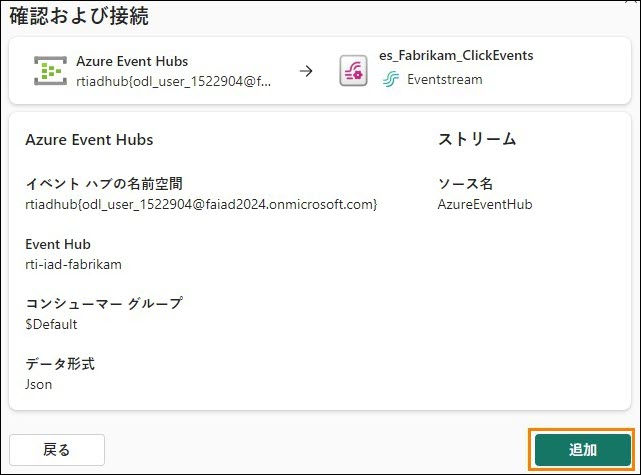 確認および接続
Azure Event Hubs
rtiadhub{odl_user_1522904@f...
es_Fabrikam_ClickEvents
Eventstream
Azure Event Hubs
ストリーム
イベント ハブの名前空間
rtiadhub{odl_user_1522904@faiad2024.onmicrosoft.com}
ソース名
AzureEventHub
Event Hub
rti-iad-fabrikam
コンシューマー グループ
$Default
データ形式
Json
戻る
追加